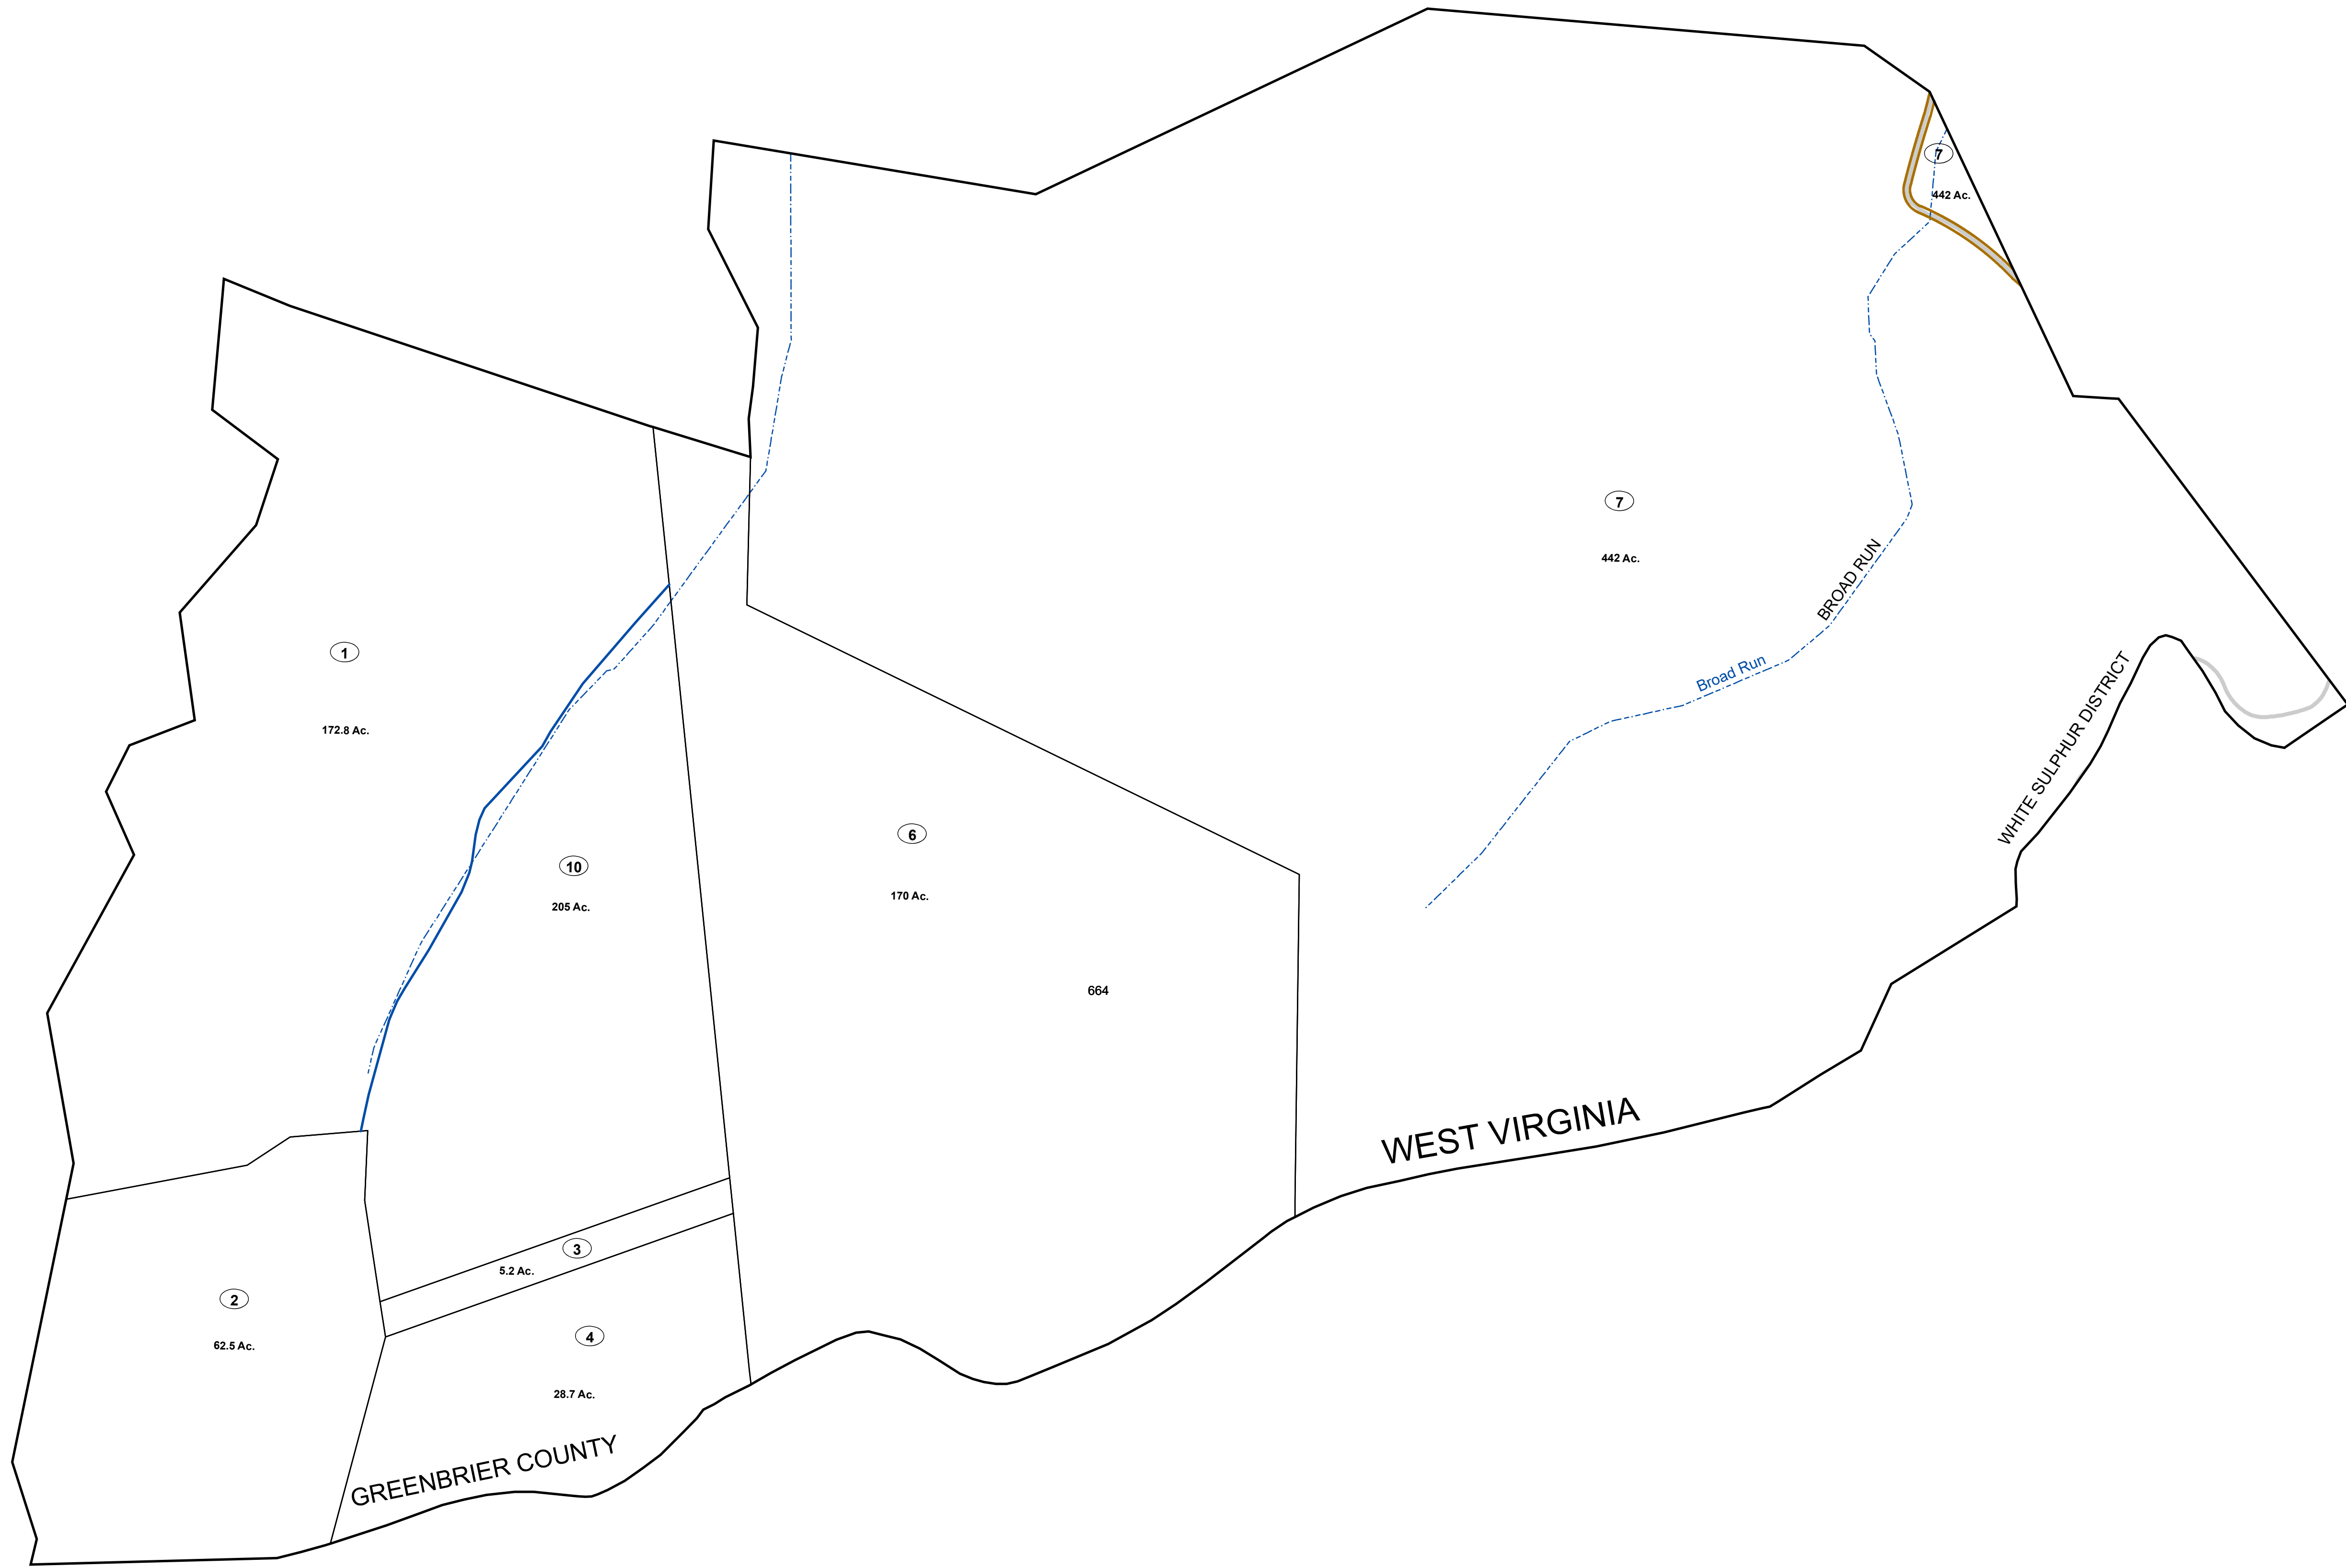 7
442 Ac.
7
442 Ac.
BROAD RUN
Broad Run
1
172.8 Ac.
WHITE SULPHUR DISTRICT
6
170 Ac.
10
205 Ac.
664
WEST VIRGINIA
3
5.2 Ac.
2
62.5 Ac.
4
28.7 Ac.
GREENBRIER COUNTY